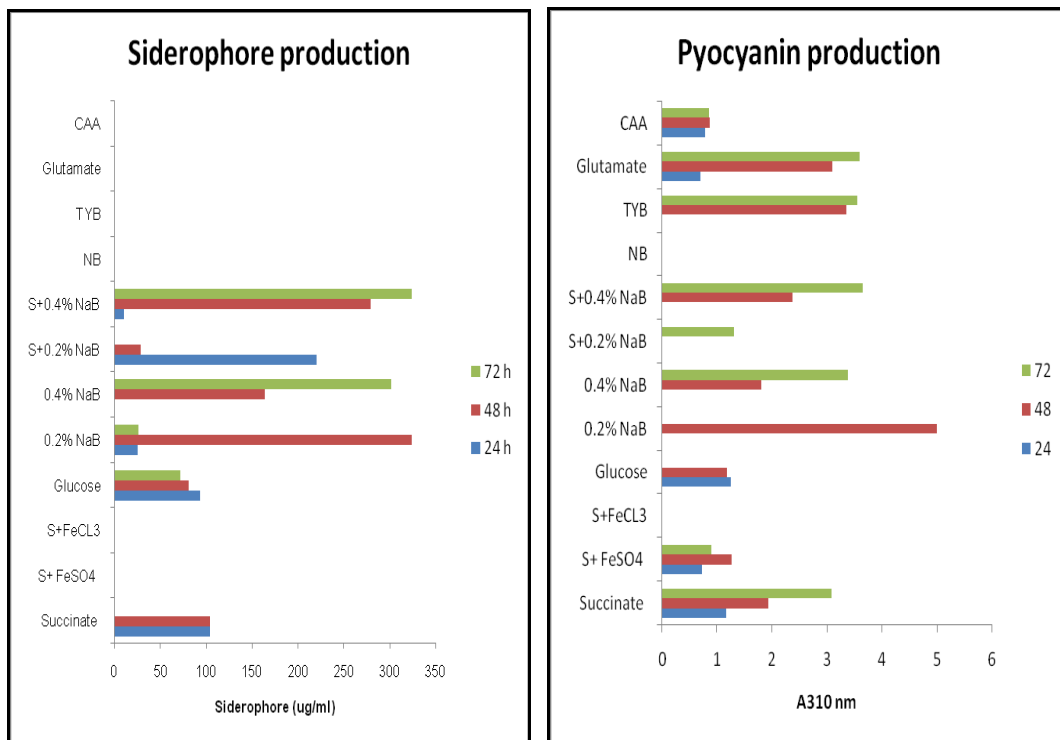 Siderophore production
CAA
Glutamate
TYB
NB
S+0.4% NaB
S+0.2% NaB
0.4% NaB
0.2% NaB
Glucose
S+FeCL3
S+ FeSO4
Succinate
0 50 100 150 200 250 300 350
Siderophore (ug/ml)
72 h
48 h
24 h
Pyocyanin production
CAA
Glutamate
TYB
NB
S+0.4% NaB
S+0.2% NaB
0.4% NaB
0.2% NaB
Glucose
S+FeCL3
S+ FeSO4
Succinate
0 1 2 3 4 5 6
A310 nm
72
48
24